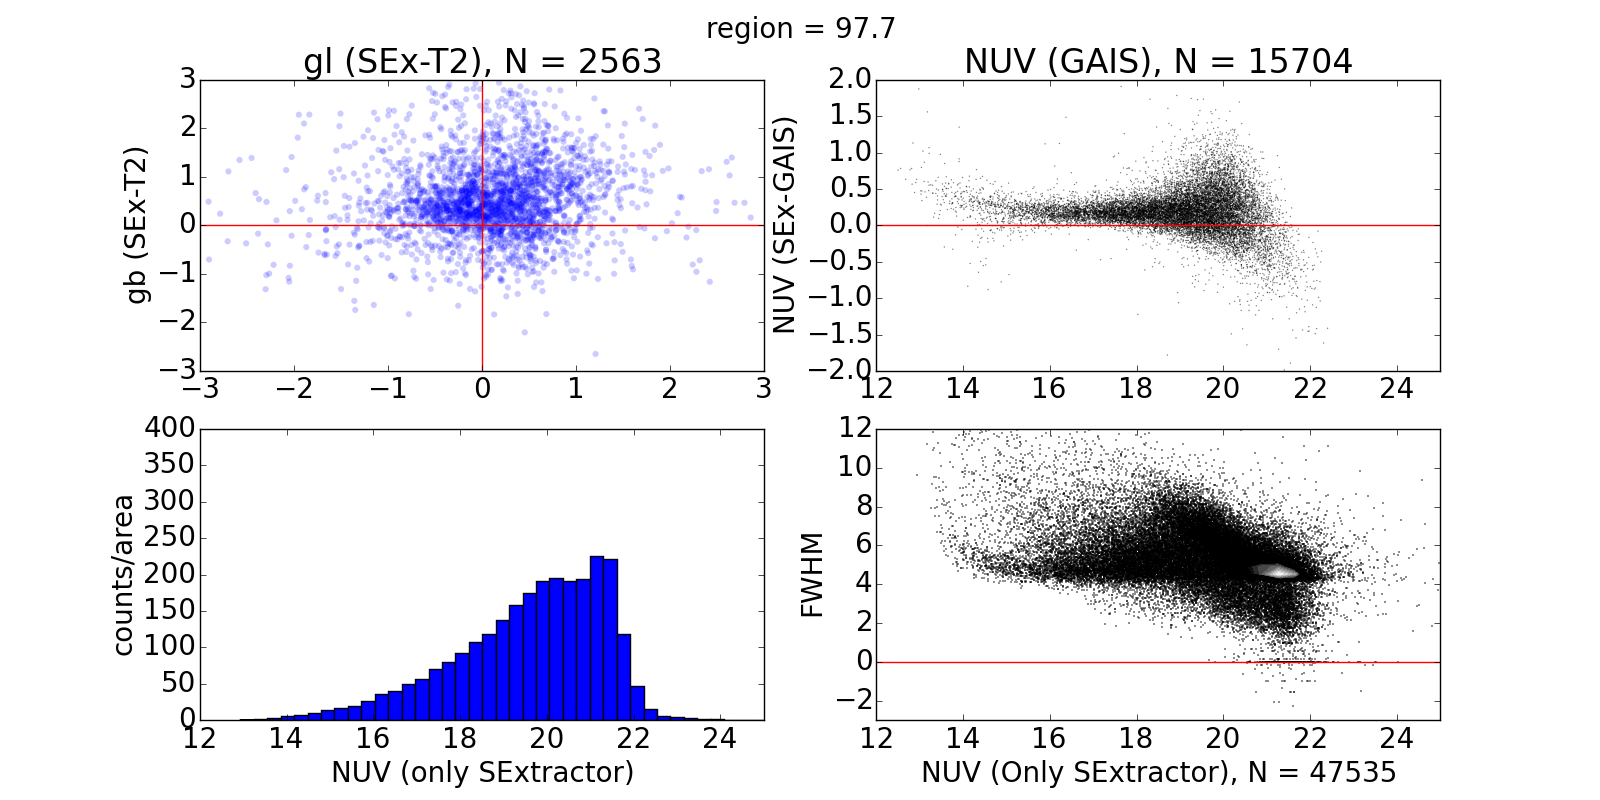 region = 97.7
gl (SEx-T2), N = 2563
NUV (GAIS), N = 15704
3
2
1
0
−1
−2
−3
gb (SEx-T2)
−3 −2 −1 0 1 2 3
2.0
1.5
1.0
0.5
0.0
−0.5
−1.0
−1.5
−2.0
NUV (SEx-GAIS)
12 14 16 18 20 22 24
400
350
300
250
200
150
100
50
0
counts/area
12 14 16 18 20 22 24
NUV (only SExtractor)
12
10
8
6
4
2
0
−2
FWHM
12 14 16 18 20 22 24
NUV (Only SExtractor), N = 47535